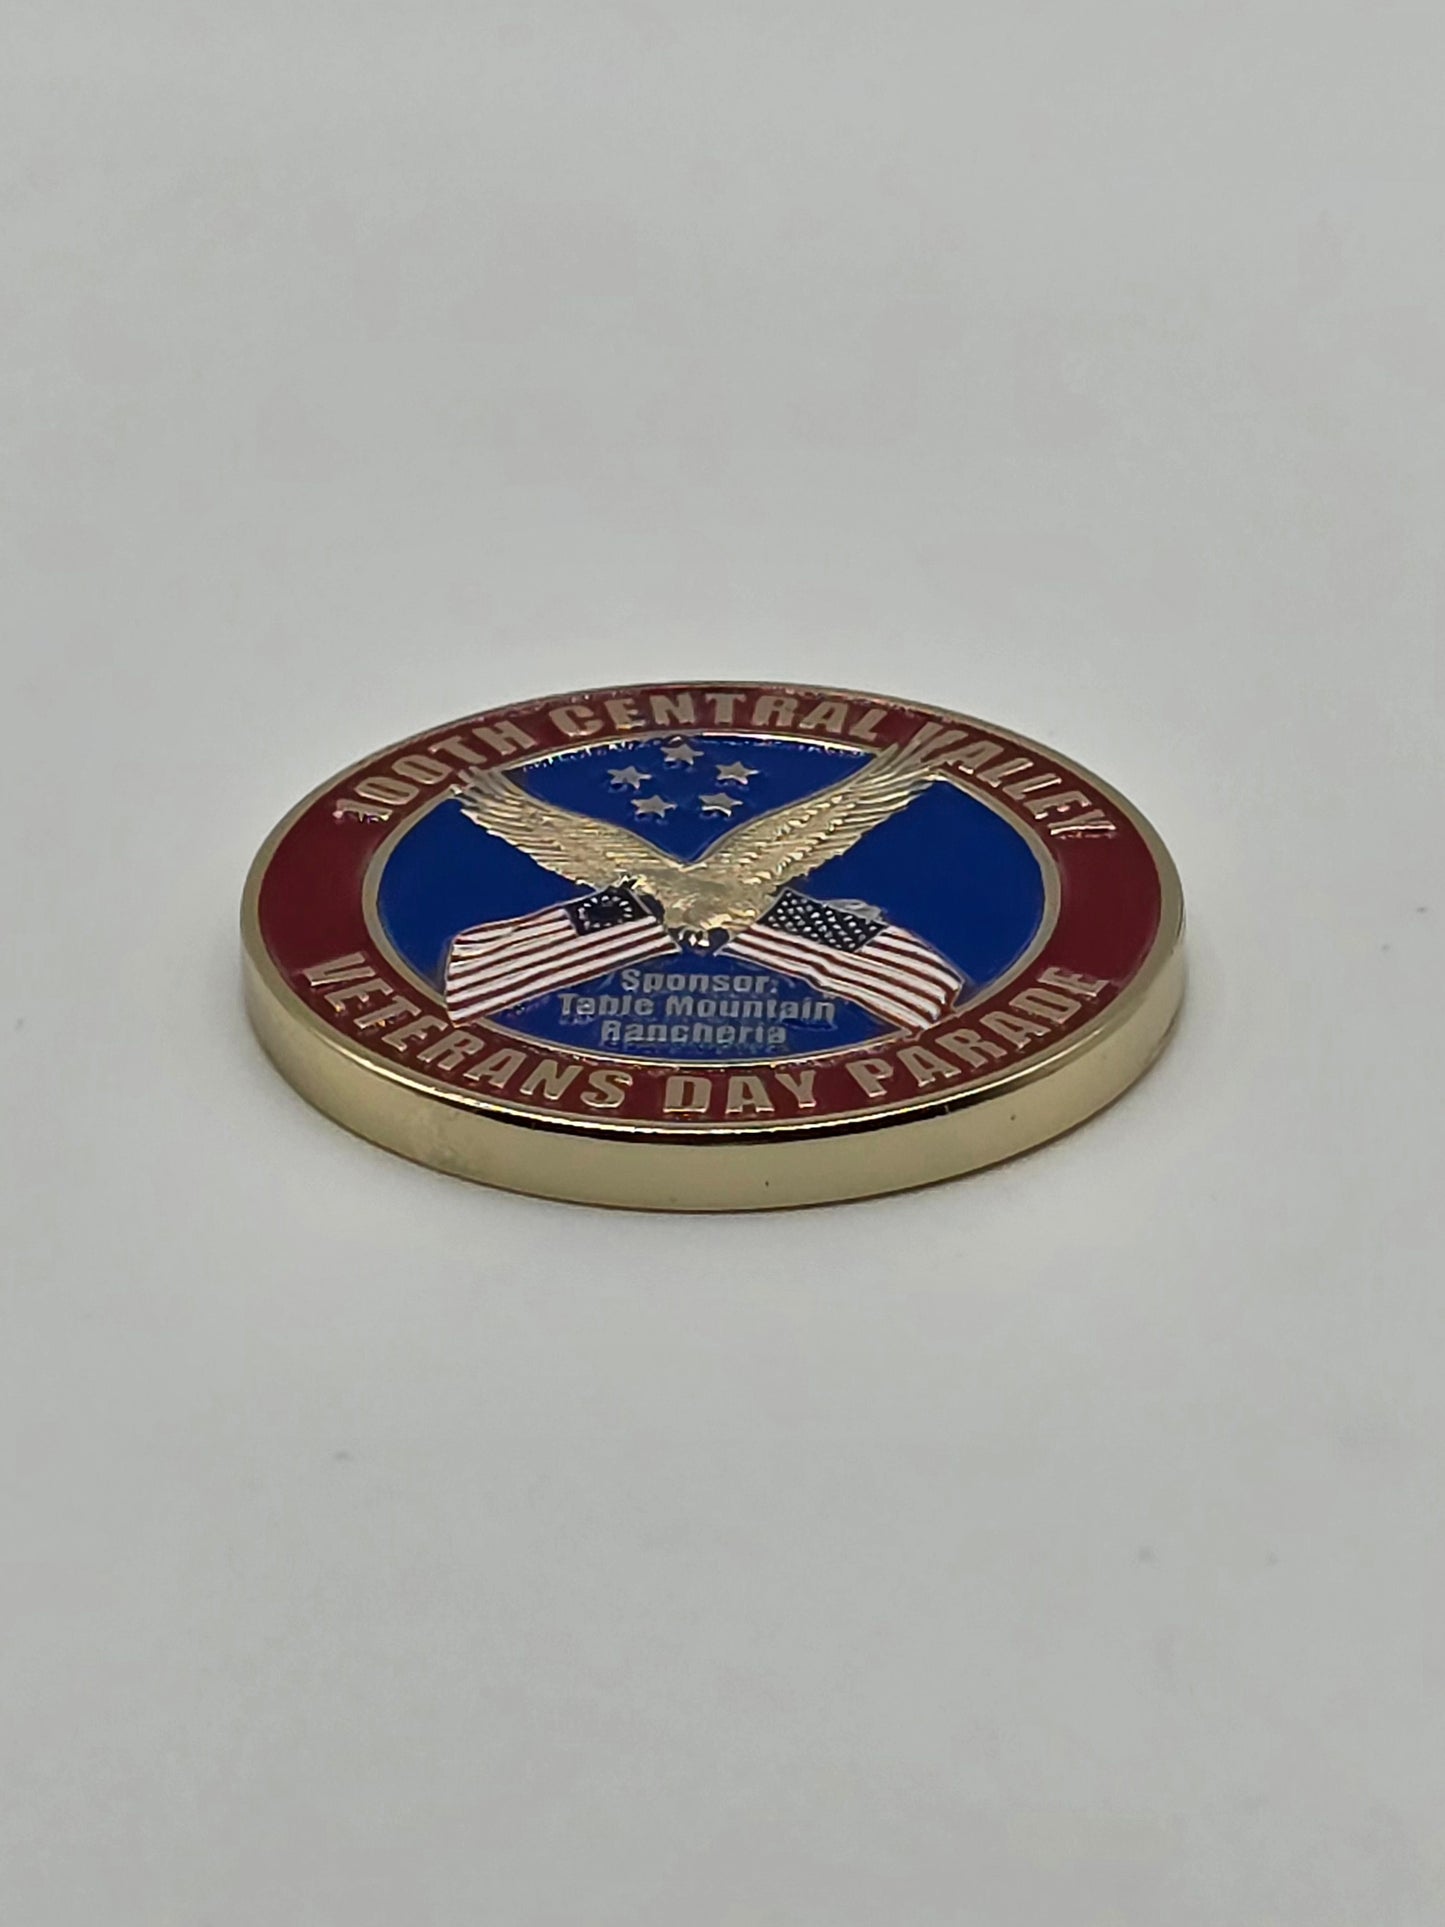 100TH CENTRAL VALLEY
Sponsor:
Table Mountain
Rancheria
VETERANS DAY PARADE